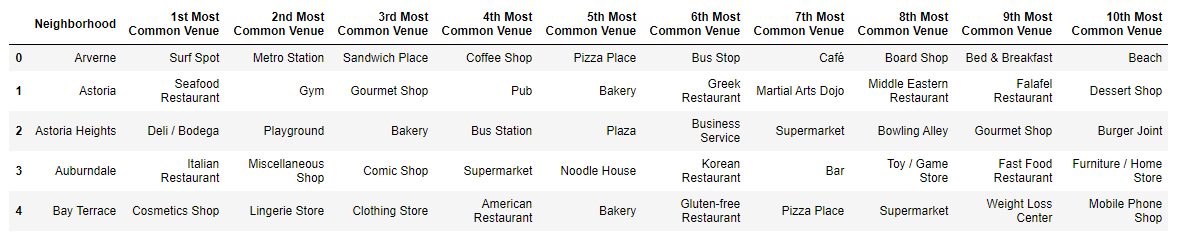 Neighborhood 1st Most Common Venue 2nd Most Common Venue 3rd Most Common Venue 4th Most Common Venue 5th Most Common Venue 6th Most Common Venue 7th Most Common Venue 8th Most Common Venue 9th Most Common Venue 10th Most Common Venue
0 Arverne Surf Spot Metro Station Sandwich Place Coffee Shop Pizza Place Bus Stop Café Board Shop Bed & Breakfast Beach
1 Astoria Seafood Restaurant Gym Gourmet Shop Pub Bakery Greek Restaurant Martial Arts Dojo Middle Eastern Restaurant Falafel Restaurant Dessert Shop
2 Astoria Heights Deli / Bodega Playground Bakery Bus Station Plaza Business Service Supermarket Bowling Alley Gourmet Shop Burger Joint
3 Auburndale Italian Restaurant Miscellaneous Shop Comic Shop Supermarket Noodle House Korean Restaurant Bar Toy / Game Store Fast Food Restaurant Furniture / Home Store
4 Bay Terrace Cosmetics Shop Lingerie Store Clothing Store American Restaurant Bakery Gluten-free Restaurant Pizza Place Supermarket Weight Loss Center Mobile Phone Shop